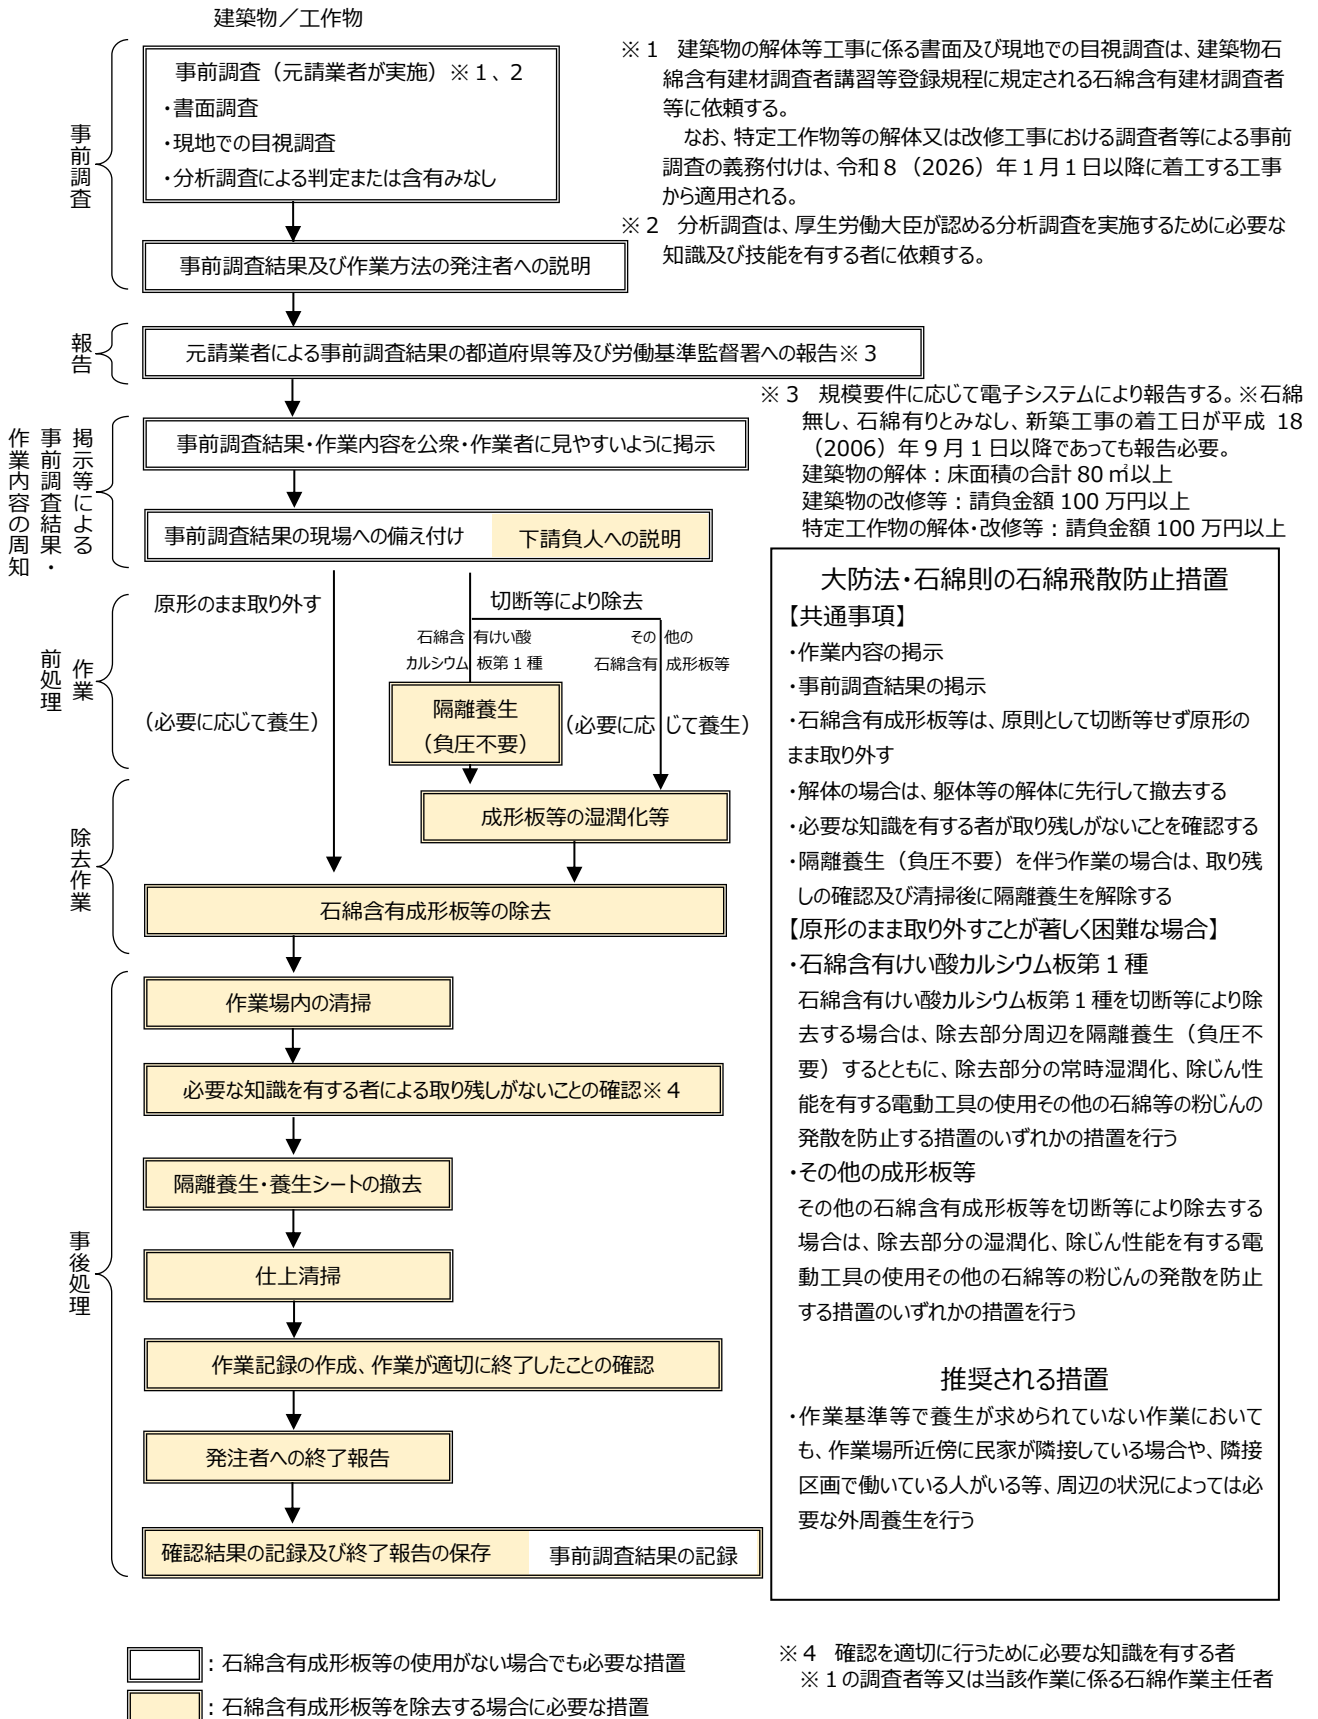 建築物／工作物
事前調査
事前調査（元請業者が実施）※１、２
・書面調査
・現地での目視調査
・分析調査による判定または含有みなし
事前調査結果及び作業方法の発注者への説明
※１　建築物の解体等工事に係る書面及び現地での目視調査は、建築物石
綿含有建材調査者講習等登録規程に規定される石綿含有建材調査者
等に依頼する。
なお、特定工作物等の解体又は改修工事における調査者等による事前
調査の義務付けは、令和８（2026）年１月１日以降に着工する工事
から適用される。
※２　分析調査は、厚生労働大臣が認める分析調査を実施するために必要な
知識及び技能を有する者に依頼する。
報告
元請業者による事前調査結果の都道府県等及び労働基準監督署への報告※３
※３　規模要件に応じて電子システムにより報告する。※石綿
無し、石綿有りとみなし、新築工事の着工日が平成 18
（2006）年９月１日以降であっても報告必要。
建築物の解体：床面積の合計 80 ㎡以上
建築物の改修等：請負金額 100 万円以上
特定工作物の解体・改修等：請負金額 100 万円以上
掲示等による
事前調査結果・
作業内容の周知
事前調査結果・作業内容を公衆・作業者に見やすいように掲示
事前調査結果の現場への備え付け　下請負人への説明
作業
前処理
原形のまま取り外す
切断等により除去
石綿含有けい酸
カルシウム板第１種
その他の
石綿含有成形板等
（必要に応じて養生）
隔離養生
（負圧不要）
（必要に応じて養生）
除去作業
成形板等の湿潤化等
石綿含有成形板等の除去
事後処理
作業場内の清掃
必要な知識を有する者による取り残しがないことの確認※４
隔離養生・養生シートの撤去
仕上清掃
作業記録の作成、作業が適切に終了したことの確認
発注者への終了報告
確認結果の記録及び終了報告の保存　事前調査結果の記録
大防法・石綿則の石綿飛散防止措置
【共通事項】
・作業内容の掲示
・事前調査結果の掲示
・石綿含有成形板等は、原則として切断等せず原形の
まま取り外す
・解体の場合は、躯体等の解体に先行して撤去する
・必要な知識を有する者が取り残しがないことを確認する
・隔離養生（負圧不要）を伴う作業の場合は、取り残
しの確認及び清掃後に隔離養生を解除する
【原形のまま取り外すことが著しく困難な場合】
・石綿含有けい酸カルシウム板第１種
石綿含有けい酸カルシウム板第１種を切断等により除
去する場合は、除去部分周辺を隔離養生（負圧不
要）するとともに、除去部分の常時湿潤化、除じん性
能を有する電動工具の使用その他の石綿等の粉じんの
発散を防止する措置のいずれかの措置を行う
・その他の成形板等
その他の石綿含有成形板等を切断等により除去する
場合は、除去部分の湿潤化、除じん性能を有する電
動工具の使用その他の石綿等の粉じんの発散を防止
する措置のいずれかの措置を行う
推奨される措置
・作業基準等で養生が求められていない作業において
も、作業場所近傍に民家が隣接している場合や、隣接
区画で働いている人がいる等、周辺の状況によっては必
要な外周養生を行う
：石綿含有成形板等の使用がない場合でも必要な措置
：石綿含有成形板等を除去する場合に必要な措置
※４　確認を適切に行うために必要な知識を有する者
※１の調査者等又は当該作業に係る石綿作業主任者